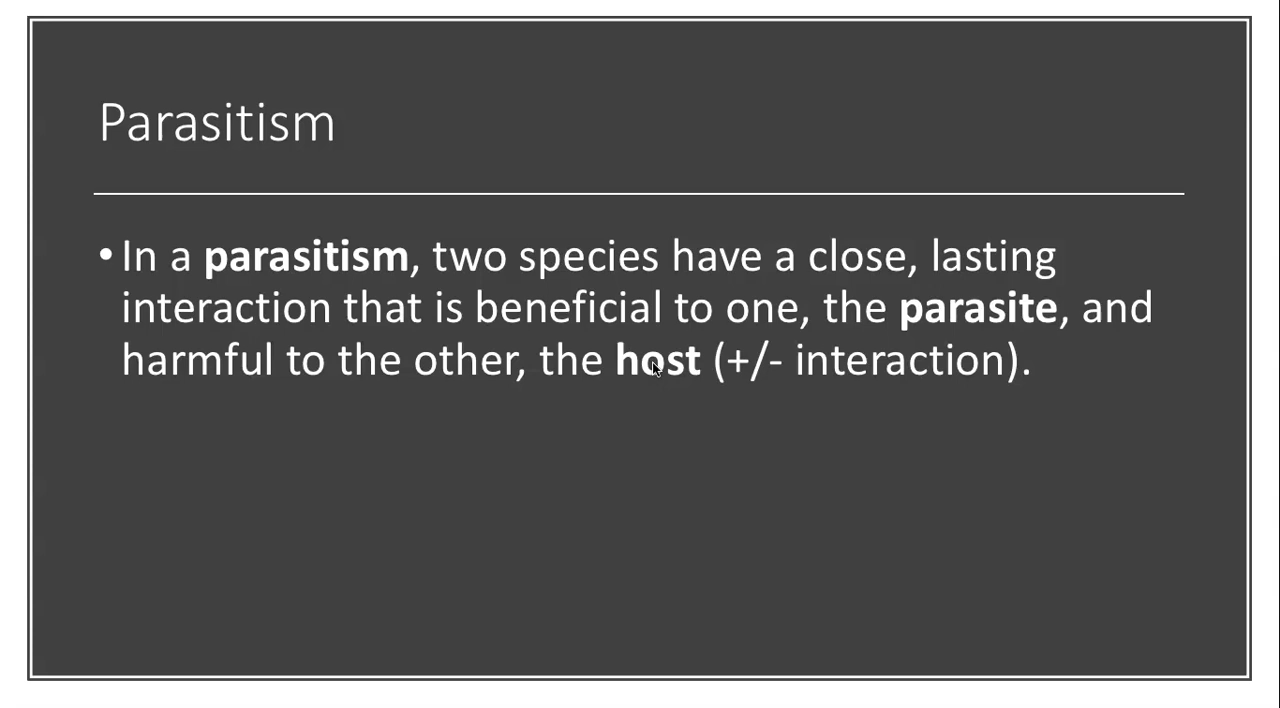 Parasitism
• In a parasitism, two species have a close, lasting
interaction that is beneficial to one, the parasite, and
harmful to the other, the host (+/- interaction).